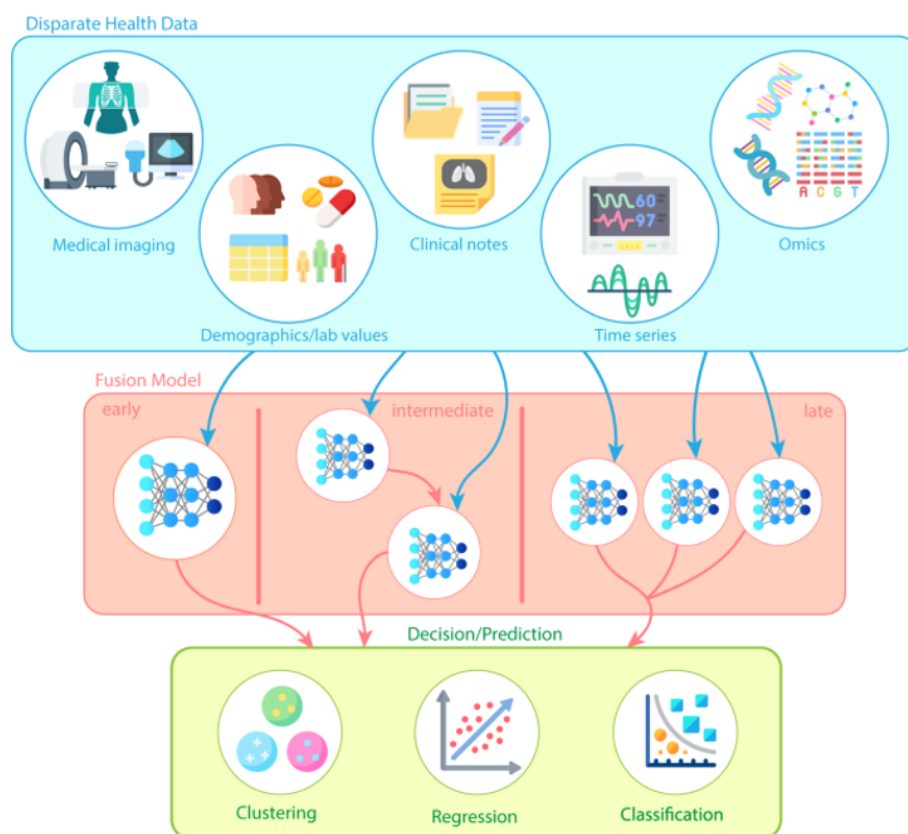 Disparate Health Data
60
97
A C G T
Medical imaging
Clinical notes
Omics
Demographics/lab values
Time series
Fusion Model
early
intermediate
late
Decision/Prediction
Clustering
Regression
Classification